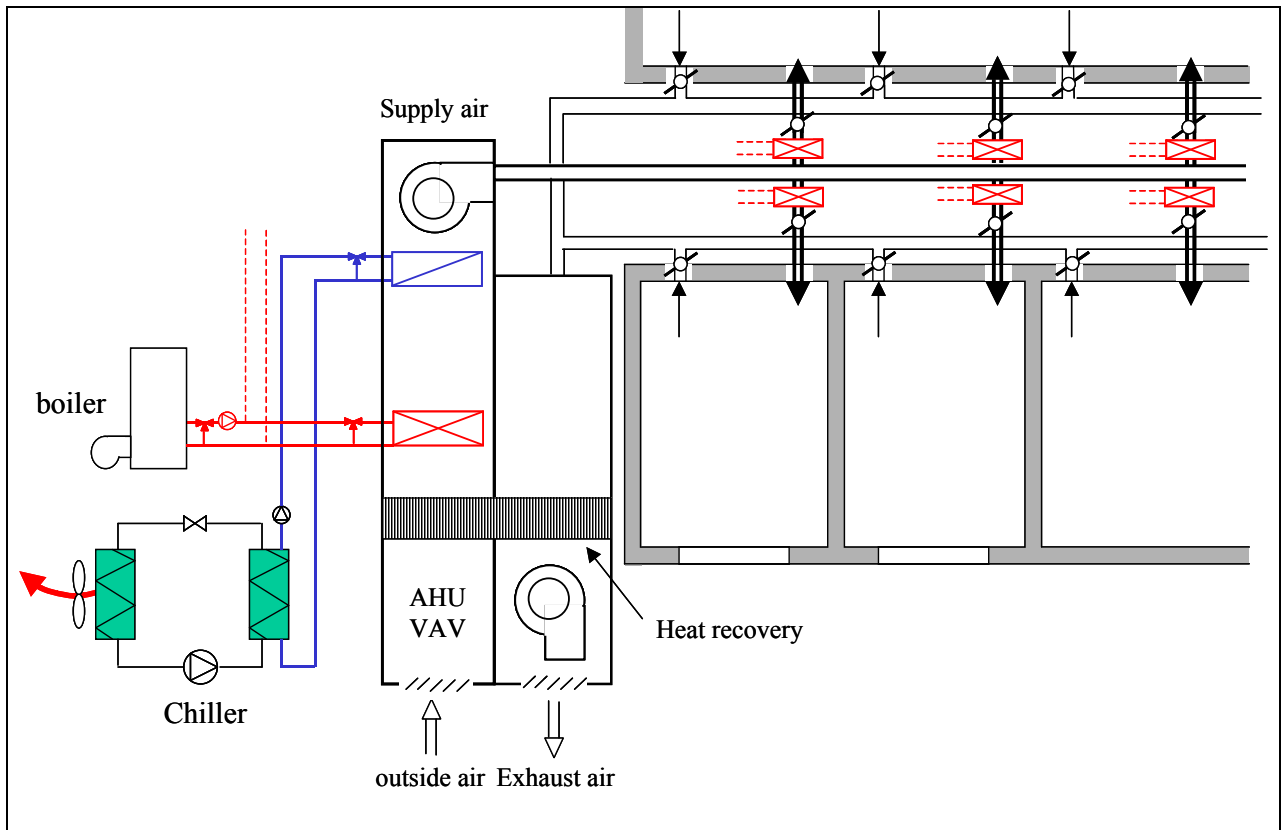 Supply air
boiler
AHU
VAV
Heat recovery
Chiller
outside air
Exhaust air